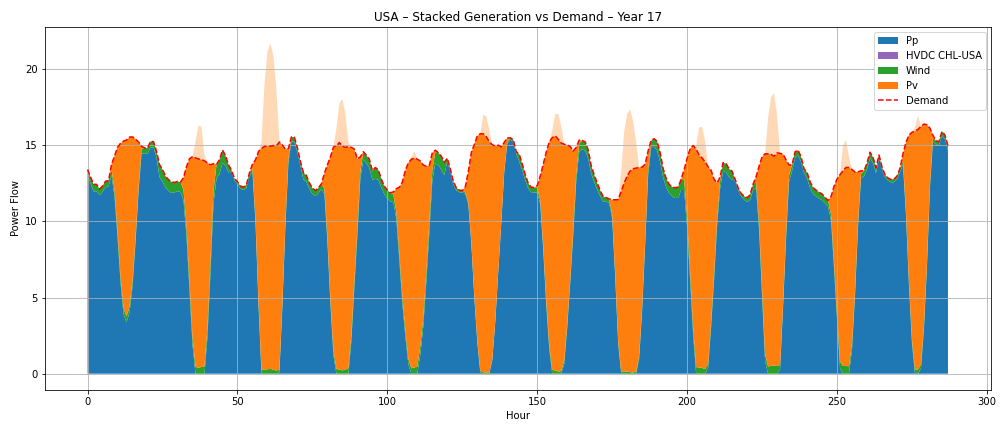 USA – Stacked Generation vs Demand – Year 17
Pp
HVDC CHL-USA
Wind
Pv
Demand
20
15
10
5
0
Power Flow
0 50 100 150 200 250 300
Hour